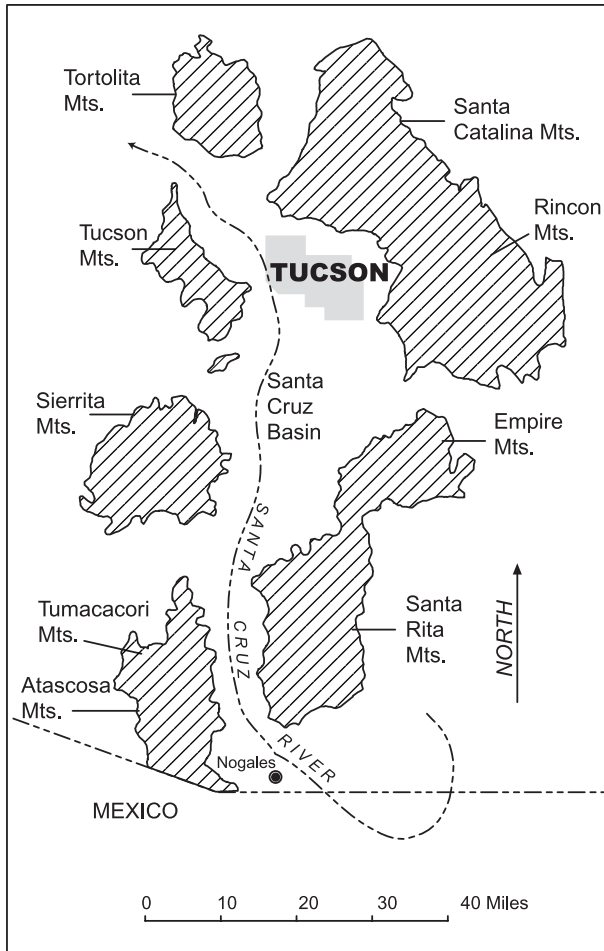 Tortolita
Mts.
Santa
Catalina Mts.
Rincon
Mts.
Tucson
Mts.
TUCSON
Santa
Cruz
Basin
Sierrita
Mts.
Empire
Mts.
SANTA
CRUZ
RIVER
Tumacacori
Mts.
Santa
Rita
Mts.
NORTH
Atascosa
Mts.
Nogales
MEXICO
0 10 20 30 40 Miles